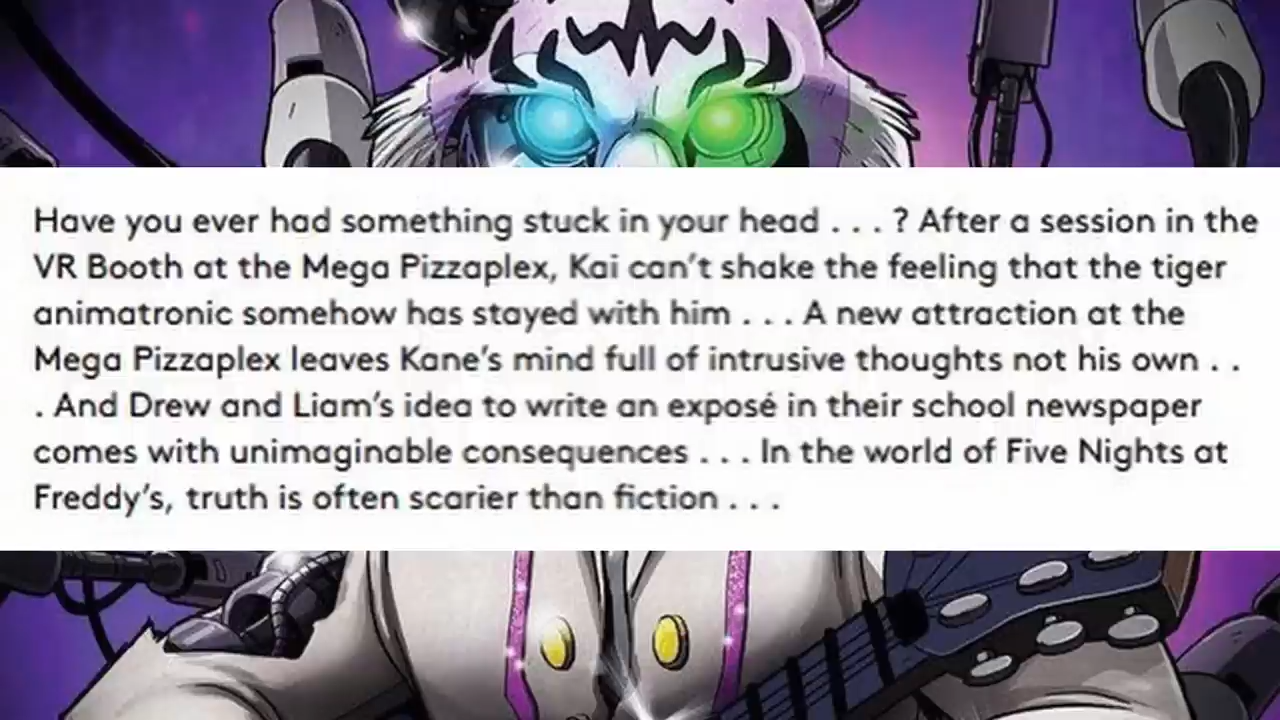 Have you ever had something stuck in your head . . . ? After a session in the
VR Booth at the Mega Pizzaplex, Kai can't shake the feeling that the tiger
animatronic somehow has stayed with him . . . A new attraction at the
Mega Pizzaplex leaves Kane's mind full of intrusive thoughts not his own . .
. And Drew and Liam's idea to write an exposé in their school newspaper
comes with unimaginable consequences . . . In the world of Five Nights at
Freddy's, truth is often scarier than fiction . . .